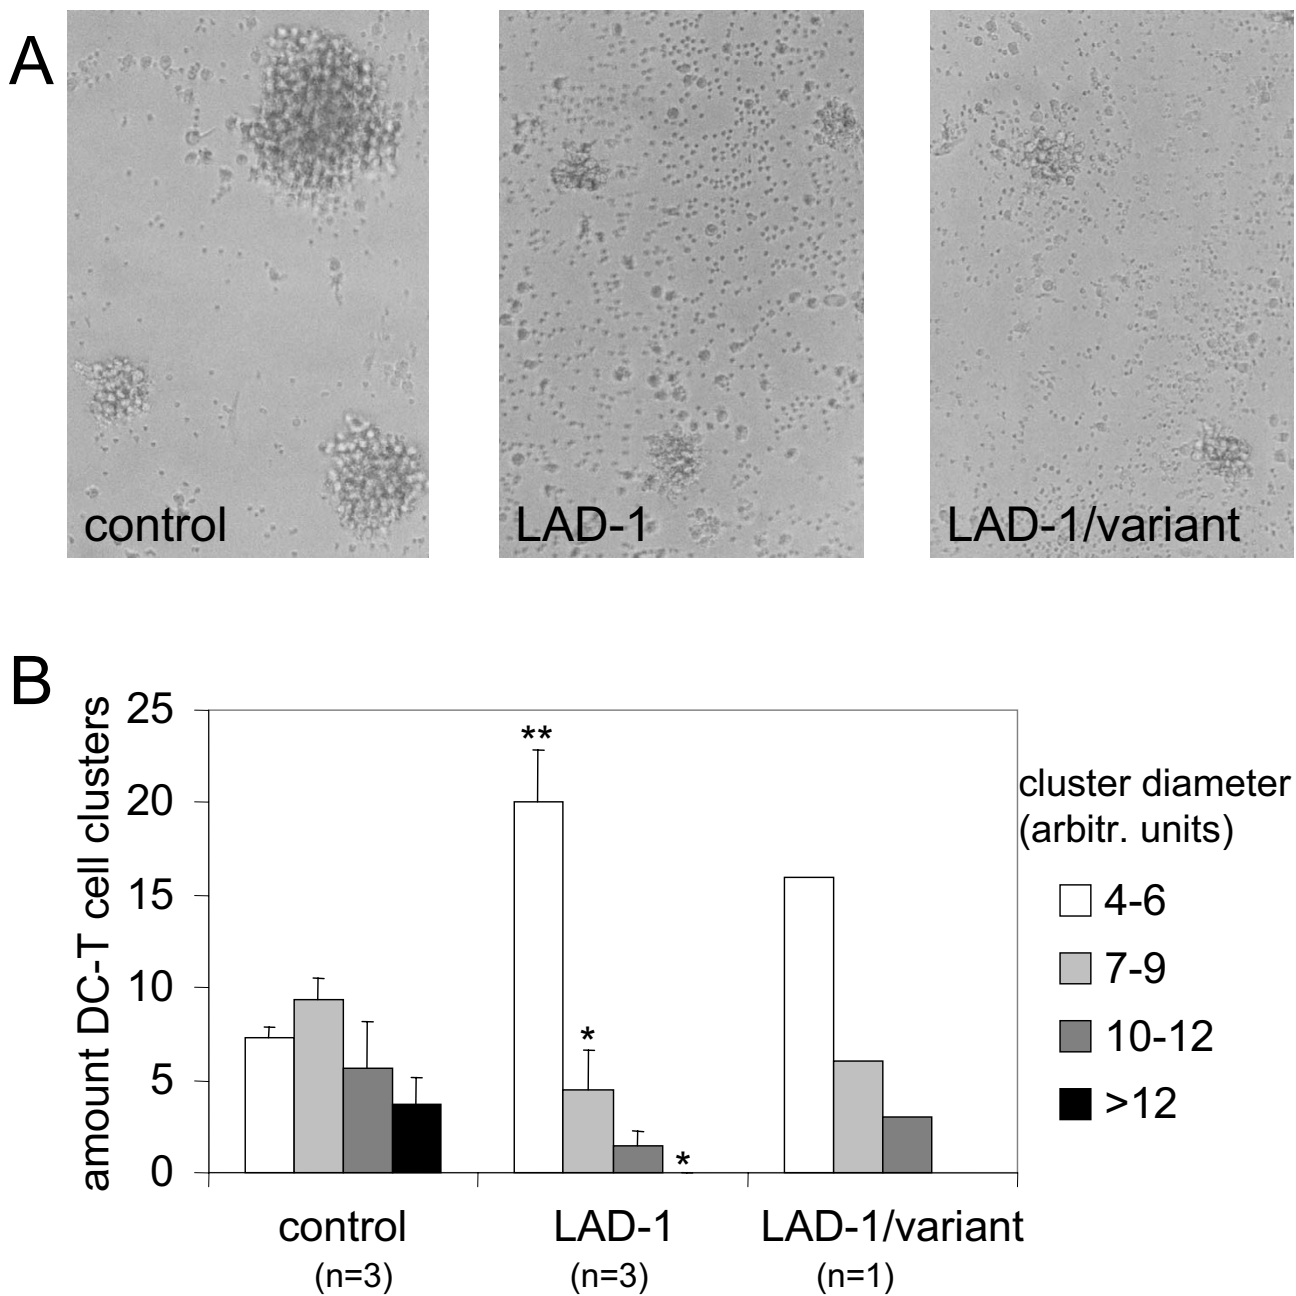 A
control
LAD-1
LAD-1/variant
B
amount DC-T cell clusters
25
20
15
10
5
0
**
*
*
control
(n=3)
LAD-1
(n=3)
LAD-1/variant
(n=1)
cluster diameter
(arbitr. units)
4-6
7-9
10-12
>12